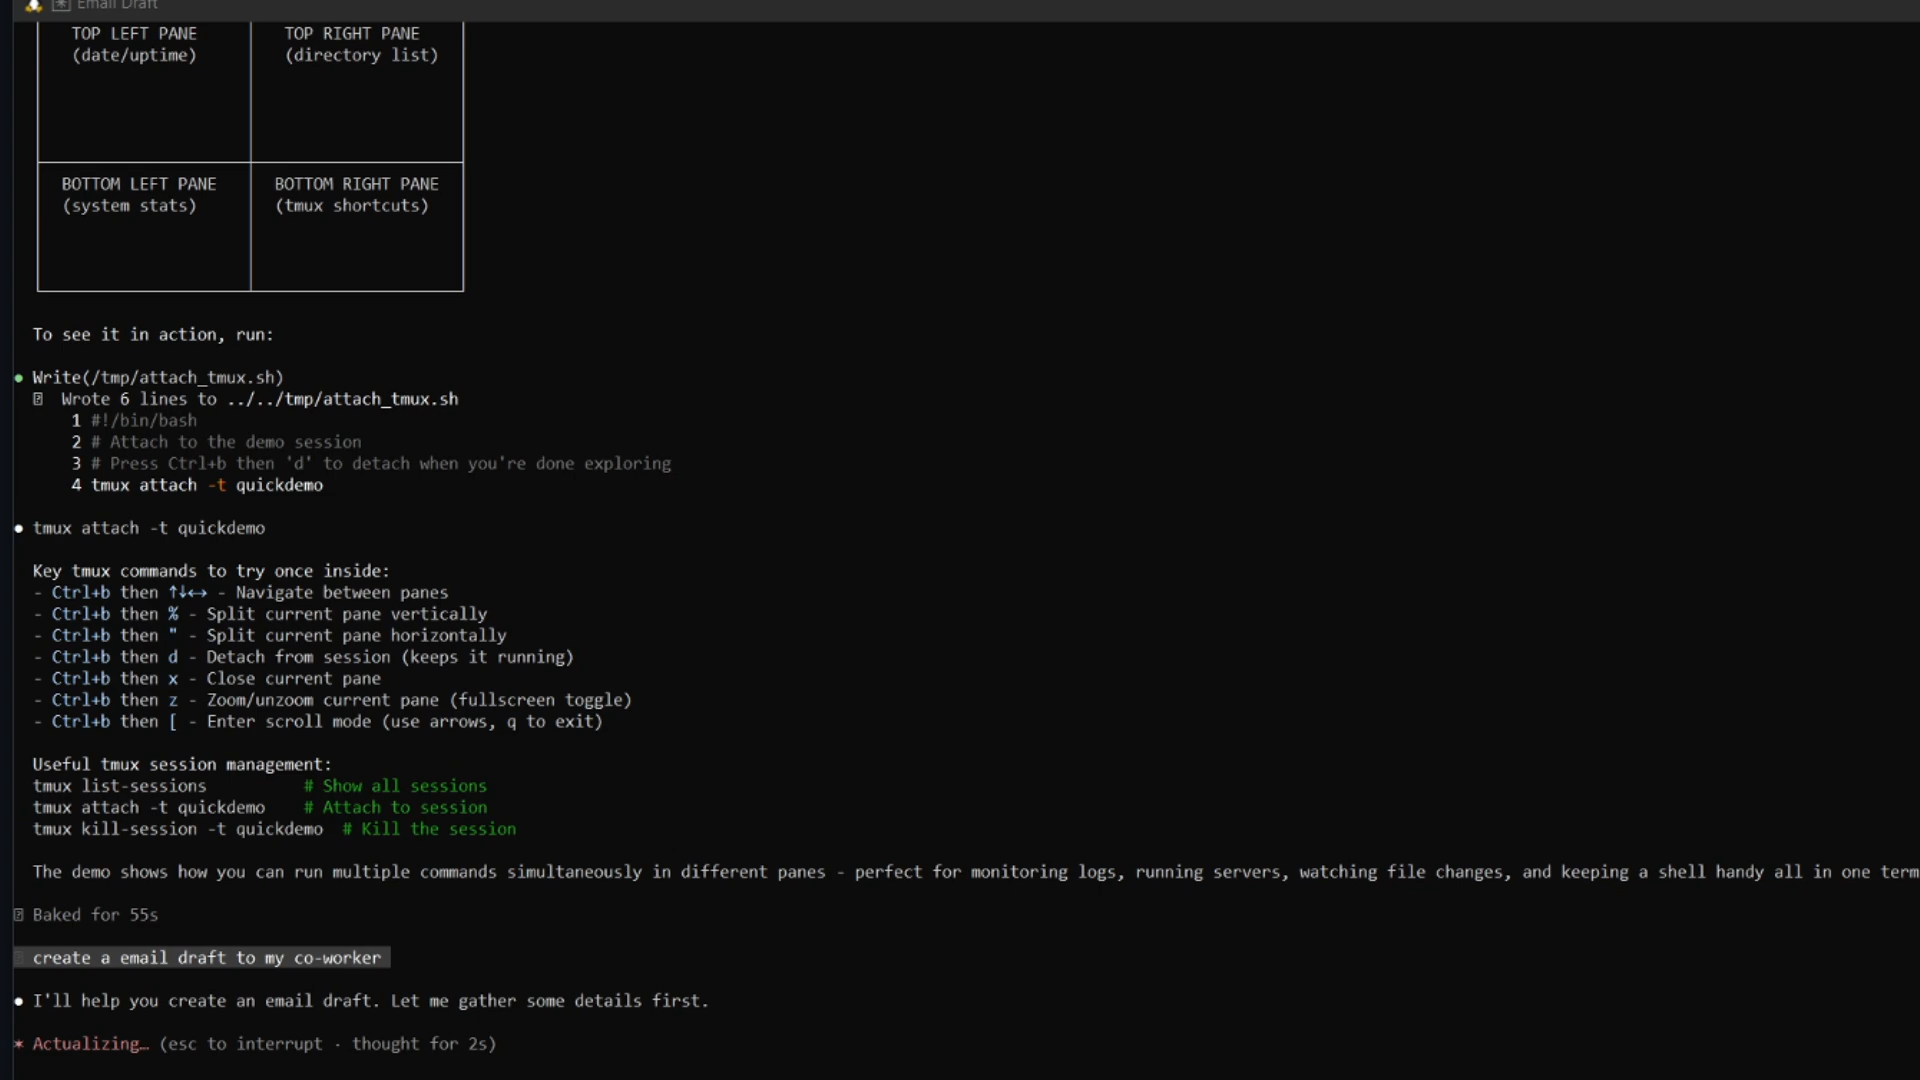 Email Draft
TOP LEFT PANE TOP RIGHT PANE
(date/uptime) (directory list)
BOTTOM LEFT PANE BOTTOM RIGHT PANE
(system stats) (tmux shortcuts)
To see it in action, run:
● Write(/tmp/attach_tmux.sh)
Wrote 6 lines to ../../tmp/attach_tmux.sh
1 #!/bin/bash
2 # Attach to the demo session
3 # Press Ctrl+b then 'd' to detach when you're done exploring
4 tmux attach -t quickdemo
● tmux attach -t quickdemo
Key tmux commands to try once inside:
- Ctrl+b then ↑↓←→ - Navigate between panes
- Ctrl+b then % - Split current pane vertically
- Ctrl+b then " - Split current pane horizontally
- Ctrl+b then d - Detach from session (keeps it running)
- Ctrl+b then x - Close current pane
- Ctrl+b then z - Zoom/unzoom current pane (fullscreen toggle)
- Ctrl+b then [ - Enter scroll mode (use arrows, q to exit)
Useful tmux session management:
tmux list-sessions # Show all sessions
tmux attach -t quickdemo # Attach to session
tmux kill-session -t quickdemo # Kill the session
The demo shows how you can run multiple commands simultaneously in different panes - perfect for monitoring logs, running servers, watching file changes, and keeping a shell handy all in one term
Baked for 55s
create a email draft to my co-worker
● I'll help you create an email draft. Let me gather some details first.
* Actualizing… (esc to interrupt · thought for 2s)